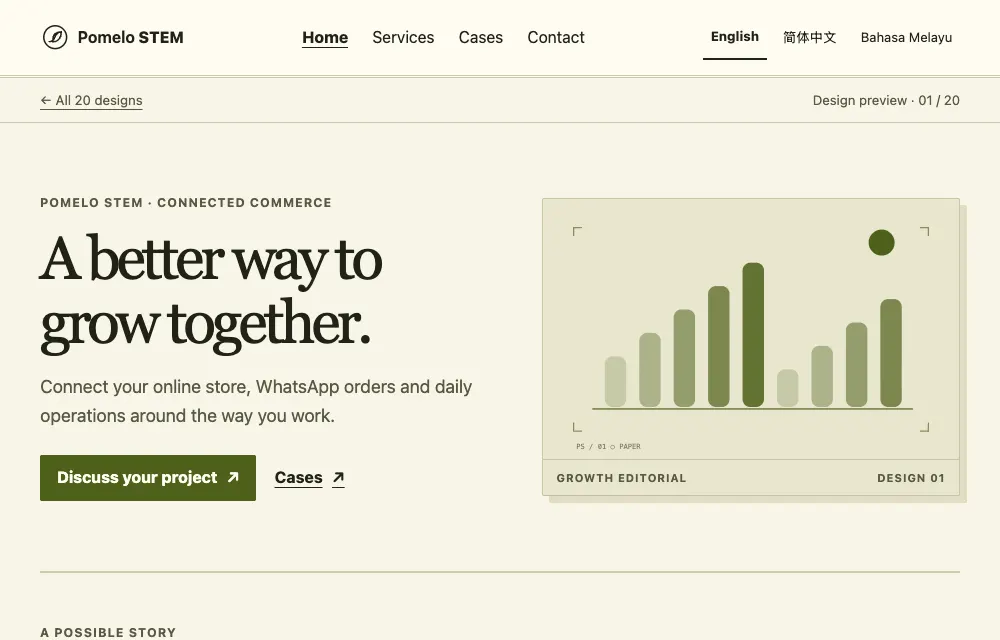 Pomelo STEM
Home Services Cases Contact
English 简体中文 Bahasa Melayu
← All 20 designs
Design preview · 01 / 20
POMELO STEM · CONNECTED COMMERCE
A better way to
grow together.
Connect your online store, WhatsApp orders and daily
operations around the way you work.
Discuss your project ↗
Cases ↗
PS / 01 ○ PAPER
GROWTH EDITORIAL
DESIGN 01
A POSSIBLE STORY